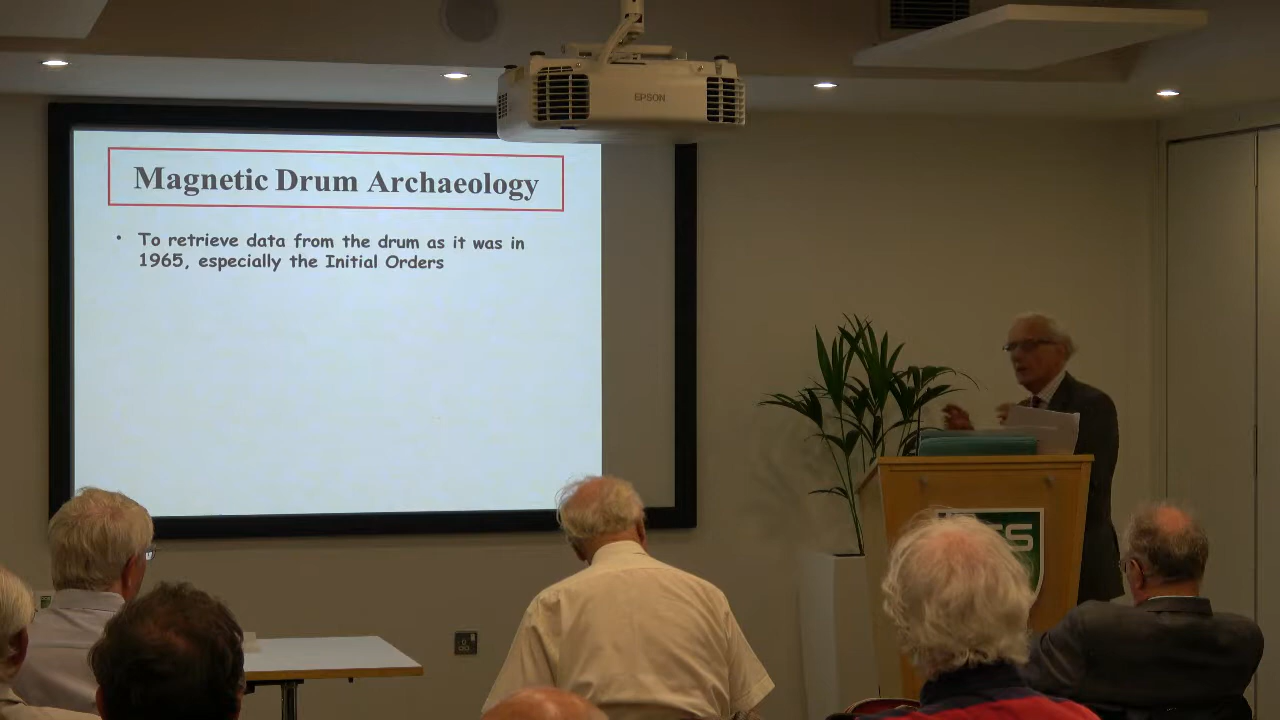 EPSON
Magnetic Drum Archaeology
• To retrieve data from the drum as it was in
1965, especially the Initial Orders